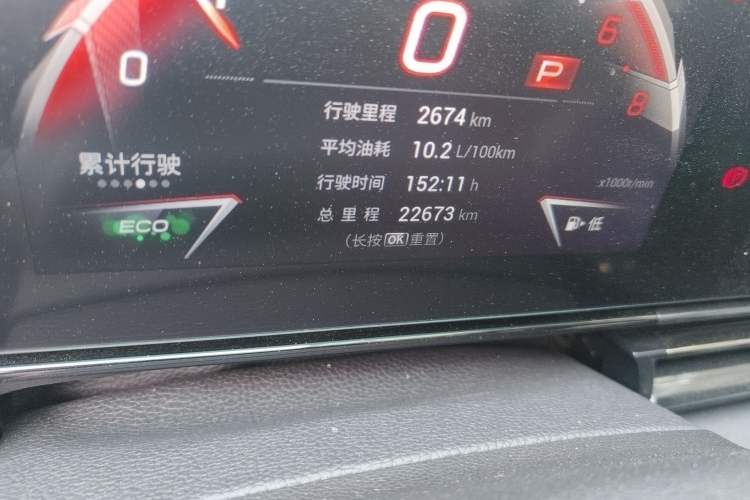 0
0
6
P
8
行驶里程 2674 km
平均油耗 10.2 L/100km
累计行驶
行驶时间 152:11 h
x1000r/min
总里程 22673 km
ECO
低
(长按OK重置)